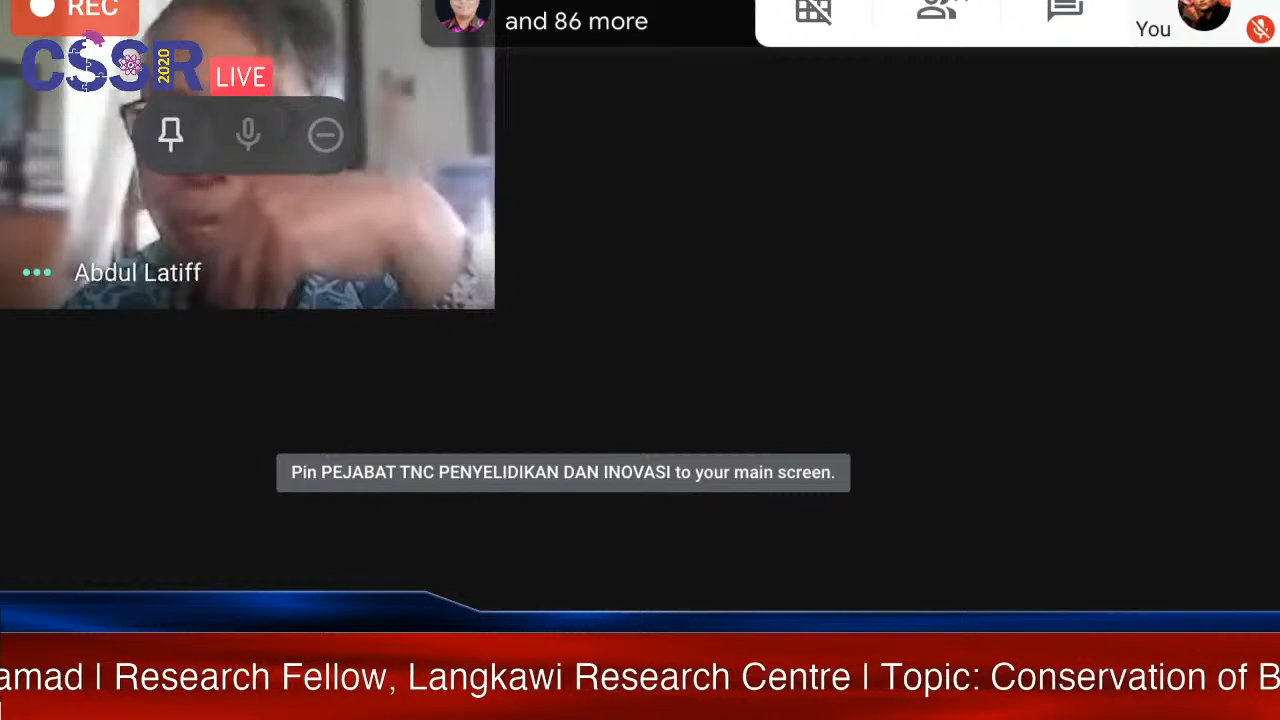 REC
and 86 more
You
CSSR 2020
LIVE
Abdul Latiff
Pin PEJABAT TNC PENYELIDIKAN DAN INOVASI to your main screen.
amad | Research Fellow, Langkawi Research Centre | Topic: Conservation of B